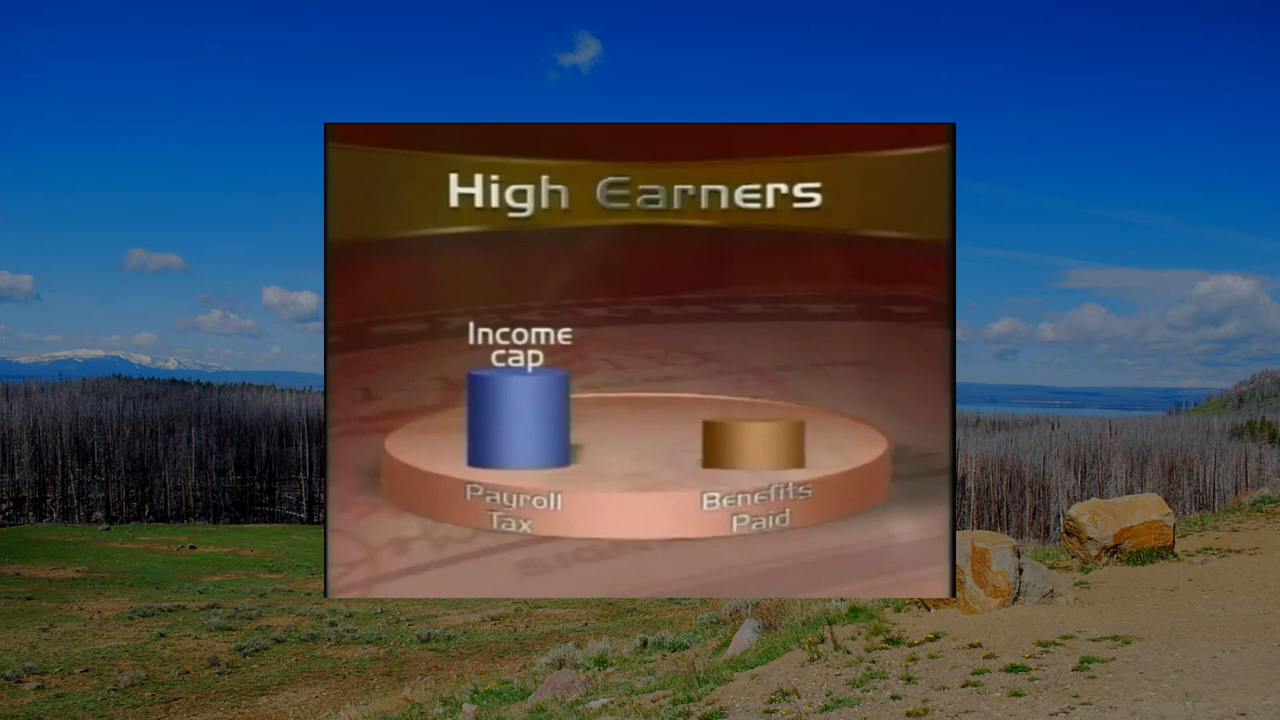 High Earners
Income
cap
Payroll
Tax
Benefits
Paid